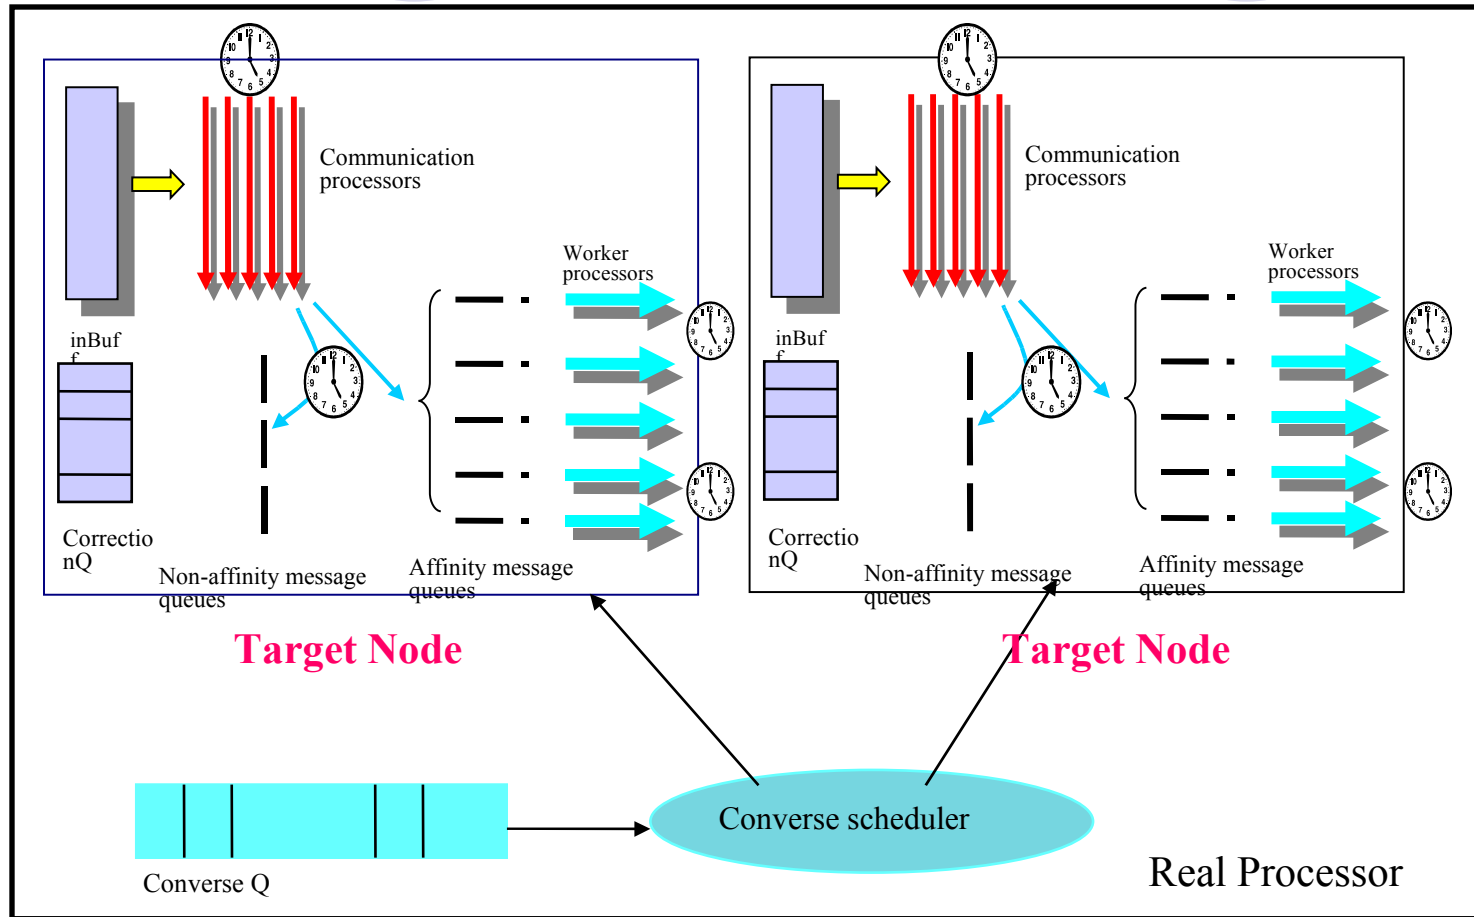 Communication
processors
Worker
processors
inBuf
f
Correctio
nQ
Non-affinity message
queues
Affinity message
queues
Target Node
Communication
processors
Worker
processors
inBuf
f
Correctio
nQ
Non-affinity message
queues
Affinity message
queues
Target Node
Converse Q
Converse scheduler
Real Processor